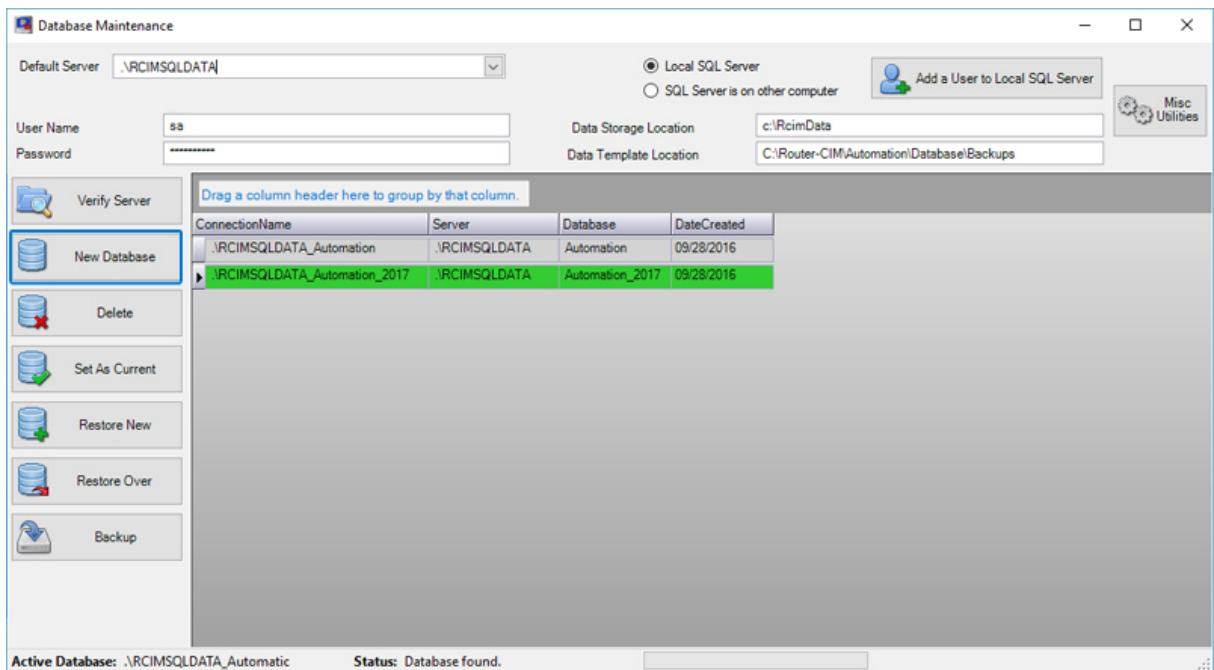 Database Maintenance
Default Server .\RCIMSQLDATA
Local SQL Server
SQL Server is on other computer
Add a User to Local SQL Server
Misc
Utilities
User Name sa
Data Storage Location c:\RcimData
Password ***********
Data Template Location C:\Router-CIM\Automation\Database\Backups
Verify Server
New Database
Delete
Set As Current
Restore New
Restore Over
Backup
Drag a column header here to group by that column.
ConnectionName Server Database DateCreated
.\RCIMSQLDATA_Automation .\RCIMSQLDATA Automation 09/28/2016
.\RCIMSQLDATA_Automation_2017 .\RCIMSQLDATA Automation_2017 09/28/2016
Active Database: .\RCIMSQLDATA_Automatic Status: Database found.